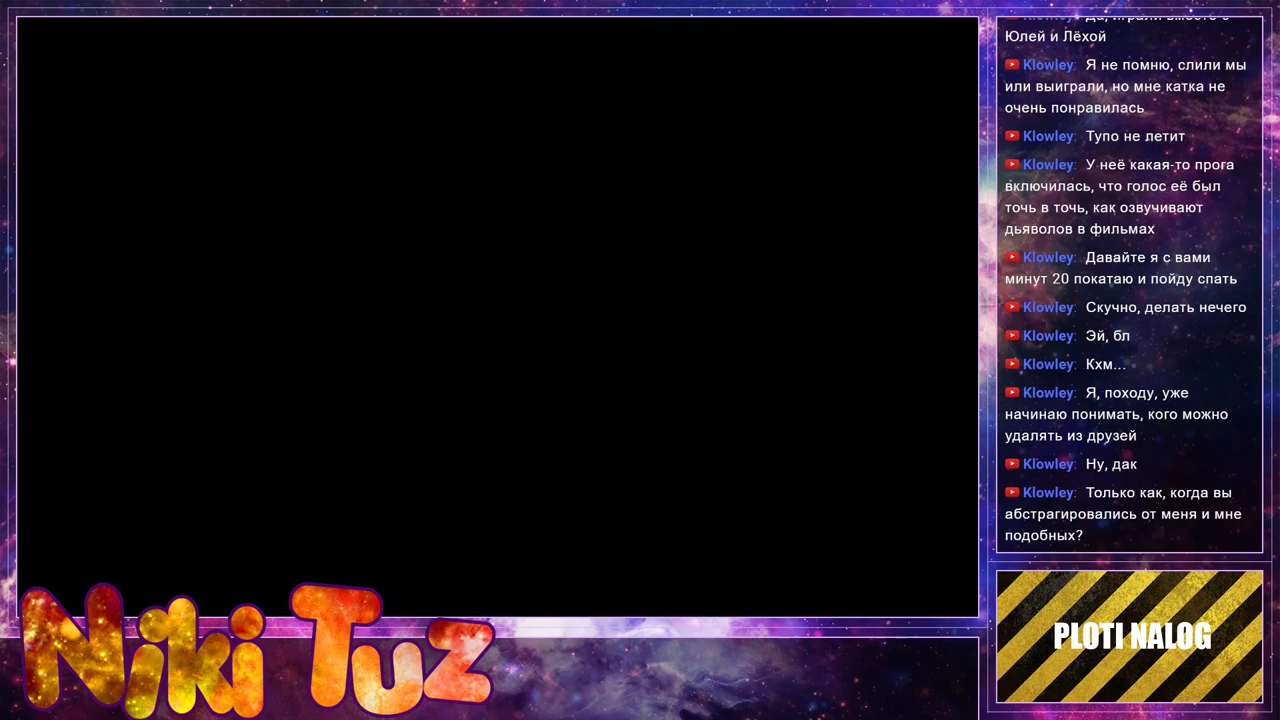 Klowley: Да, играли вместе с
Юлей и Лёхой
Klowley: Я не помню, слили мы
или выиграли, но мне катка не
очень понравилась
Klowley: Тупо не летит
Klowley: У неё какая-то прога
включилась, что голос её был
точь в точь, как озвучивают
дьяволов в фильмах
Klowley: Давайте я с вами
минут 20 покатаю и пойду спать
Klowley: Скучно, делать нечего
Klowley: Эй, бл
Klowley: Кхм...
Klowley: Я, походу, уже
начинаю понимать, кого можно
удалять из друзей
Klowley: Ну, дак
Klowley: Только как, когда вы
абстрагировались от меня и мне
подобных?
Niki Tuz
PLOTI NALOG